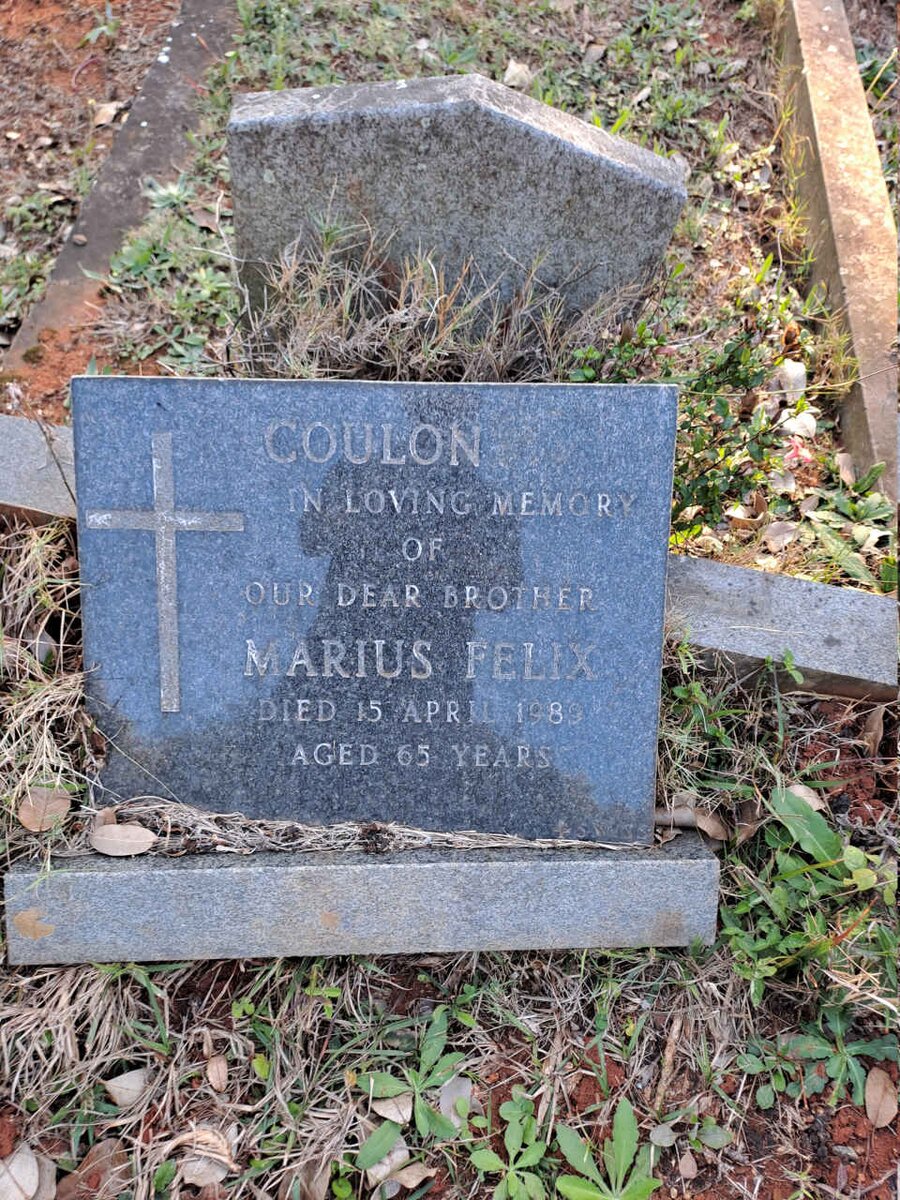 COULON
IN LOVING MEMORY
OF
OUR DEAR BROTHER
MARIUS FELIX
DIED 15 APRIL 1989
AGED 65 YEARS